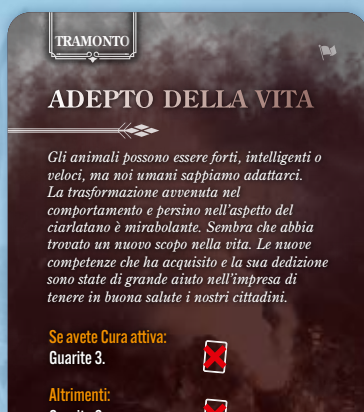 TRAMONTO
ADEPTO DELLA VITA
Gli animali possono essere forti, intelligenti o
veloci, ma noi umani sappiamo adattarci.
La trasformazione avvenuta nel
comportamento e persino nell'aspetto del
ciarlatano è mirabolante. Sembra che abbia
trovato un nuovo scopo nella vita. Le nuove
competenze che ha acquisito e la sua dedizione
sono state di grande aiuto nell'impresa di
tenere in buona salute i nostri cittadini.
Se avete Cura attiva:
Guarite 3.
Altrimenti: